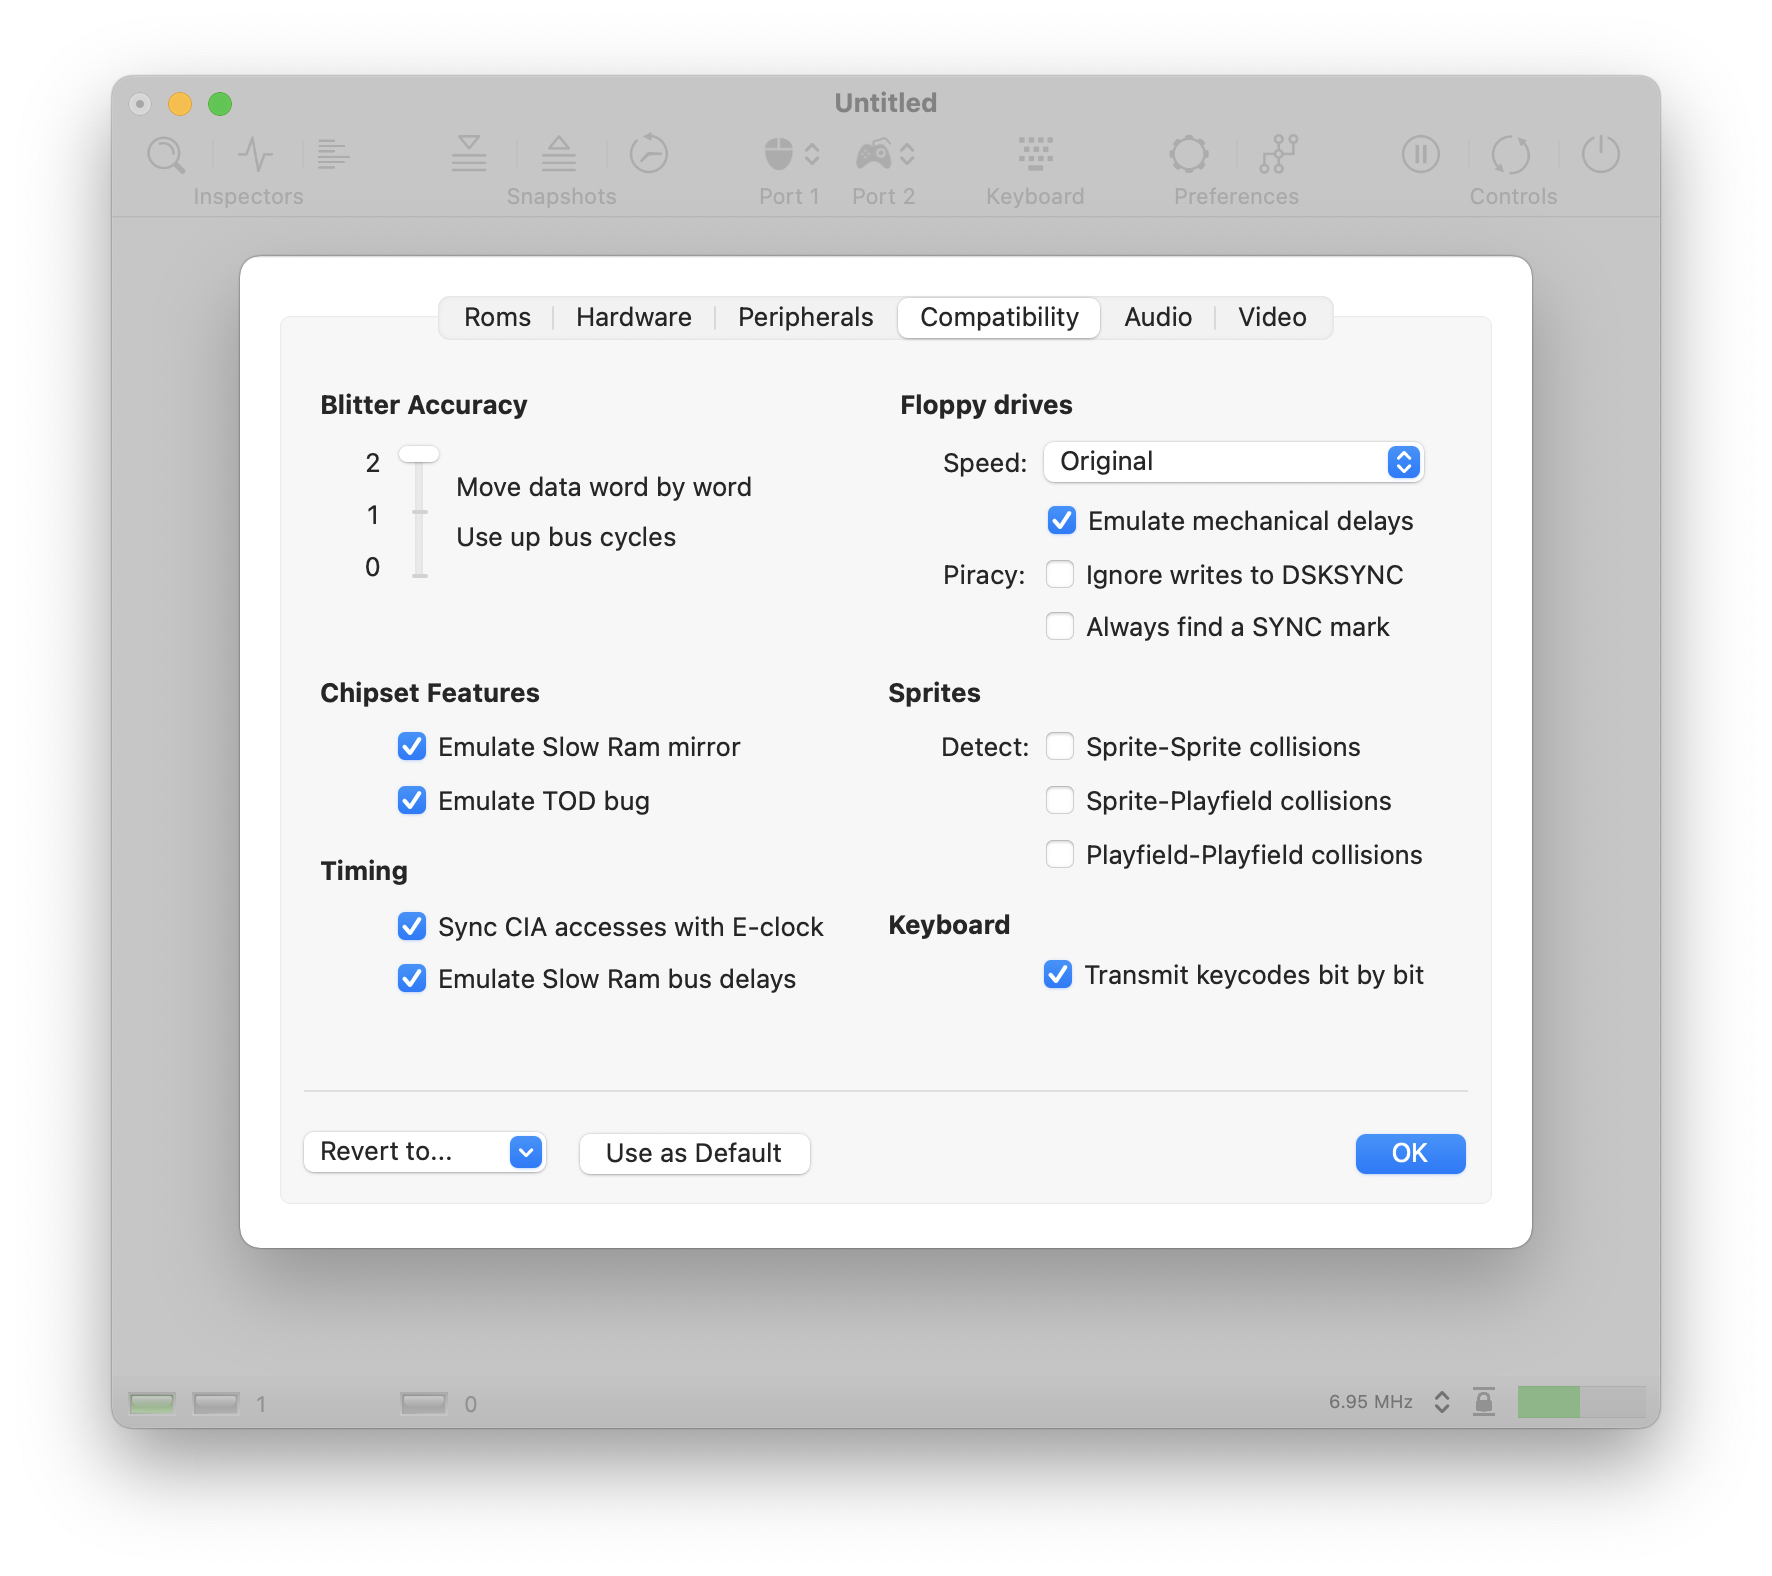 Untitled
Inspectors
Snapshots
Port 1
Port 2
Keyboard
Preferences
Controls
Roms
Hardware
Peripherals
Compatibility
Audio
Video
Blitter Accuracy
2
1
0
Move data word by word
Use up bus cycles
Floppy drives
Speed: Original
Emulate mechanical delays
Piracy: Ignore writes to DSKSYNC
Always find a SYNC mark
Chipset Features
Emulate Slow Ram mirror
Emulate TOD bug
Sprites
Detect: Sprite-Sprite collisions
Sprite-Playfield collisions
Playfield-Playfield collisions
Timing
Sync CIA accesses with E-clock
Emulate Slow Ram bus delays
Keyboard
Transmit keycodes bit by bit
Revert to...
Use as Default
OK
1
0
6.95 MHz